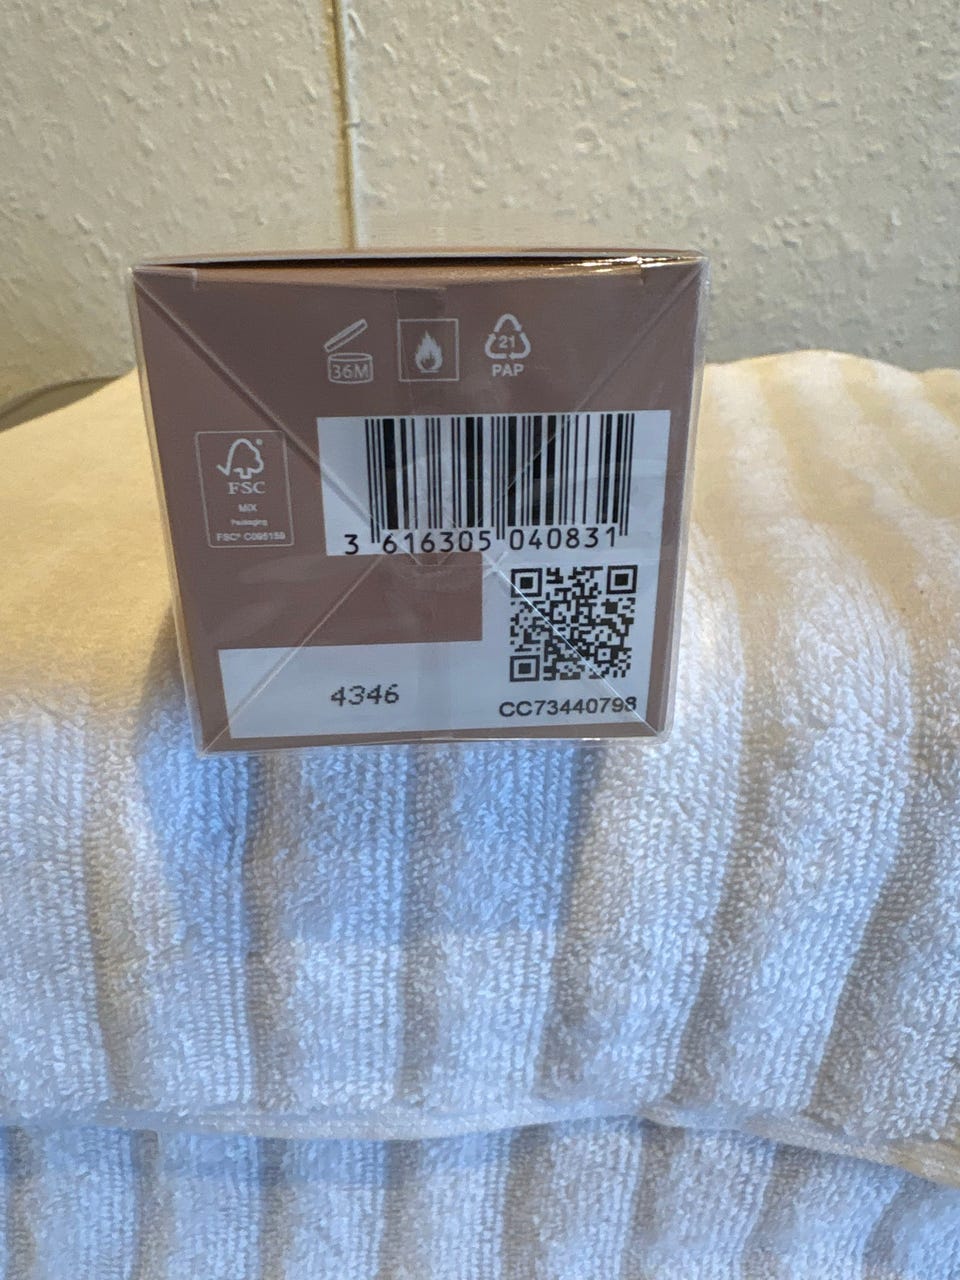 36M
21
PAP
FSC®
MIX
Packaging
FSC® C095159
3 616305 040831
4346
CC73440798